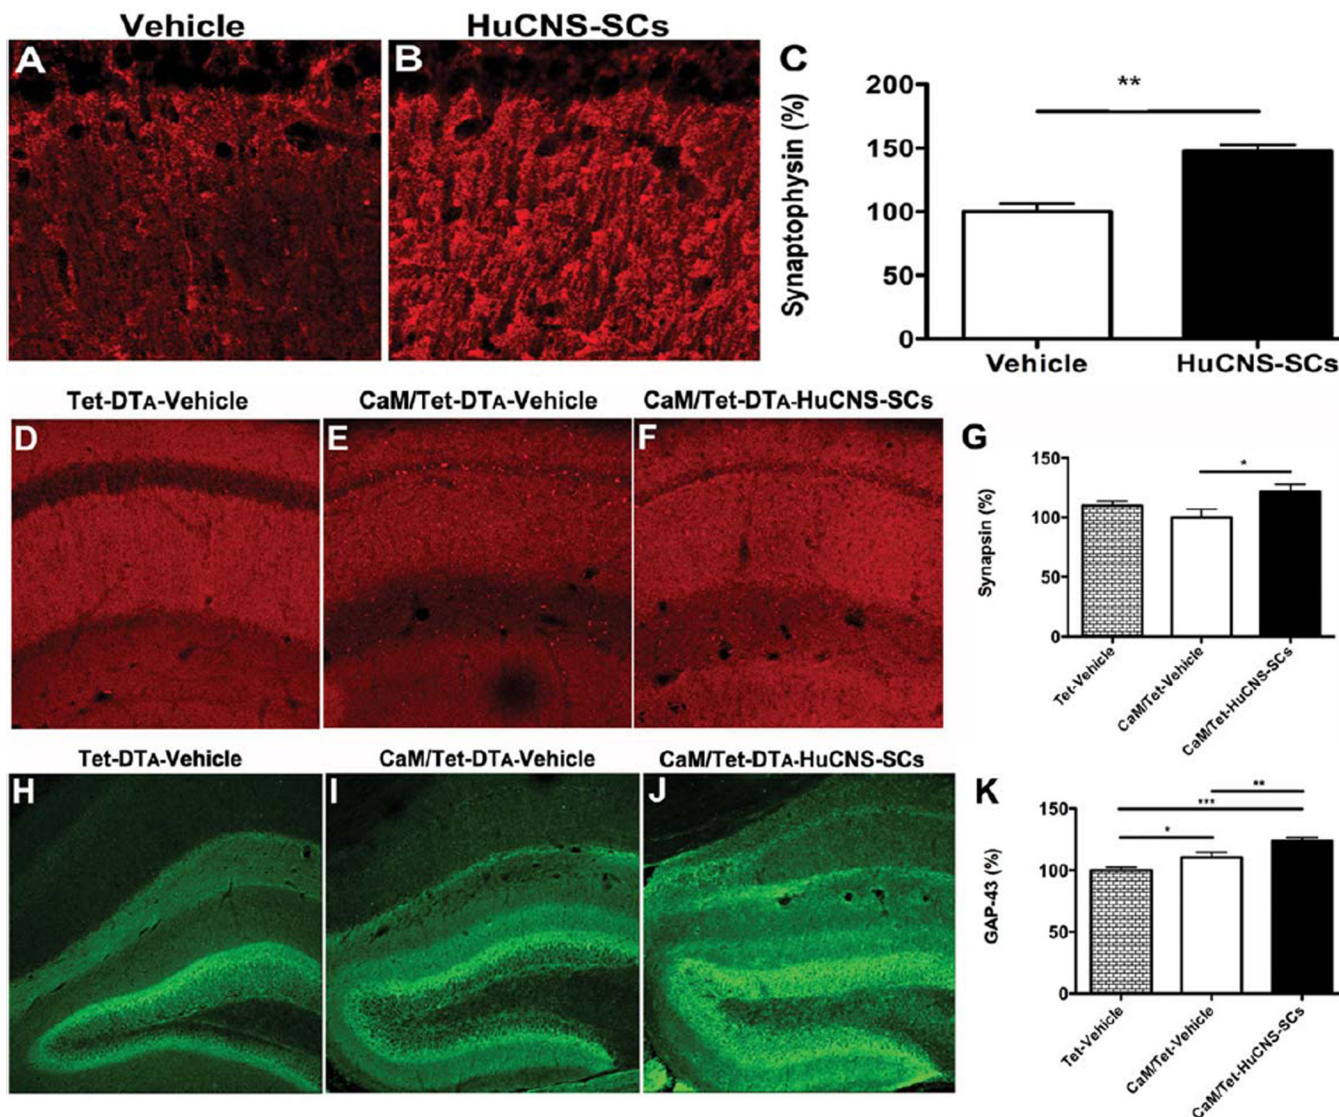 Vehicle
HuCNS-SCs
A
B
C
Synaptophysin (%)
200
150
100
50
0
**
Vehicle
HuCNS-SCs
Tet-DTA-Vehicle
CaM/Tet-DTA-Vehicle
CaM/Tet-DTA-HuCNS-SCs
D
E
F
G
Synapsin (%)
150
100
50
0
*
Tet-Vehicle
CaM/Tet-Vehicle
CaM/Tet-HuCNS-SCs
Tet-DTA-Vehicle
CaM/Tet-DTA-Vehicle
CaM/Tet-DTA-HuCNS-SCs
H
I
J
K
GAP-43 (%)
150
100
50
0
**
***
*
Tet-Vehicle
CaM/Tet-Vehicle
CaM/Tet-HuCNS-SCs